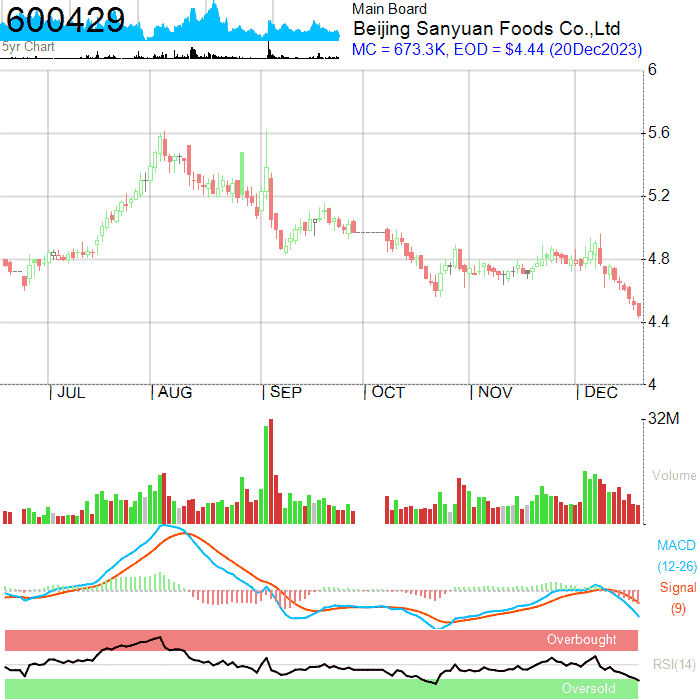 600429
5yr Chart
Main Board
Beijing Sanyuan Foods Co.,Ltd
MC = 673.3K, EOD = $4.44 (20Dec2023)
6
5.6
5.2
4.8
4.4
4
JUL AUG SEP OCT NOV DEC
32M
Volume
MACD
(12-26)
Signal
(9)
Overbought
RSI(14)
Oversold